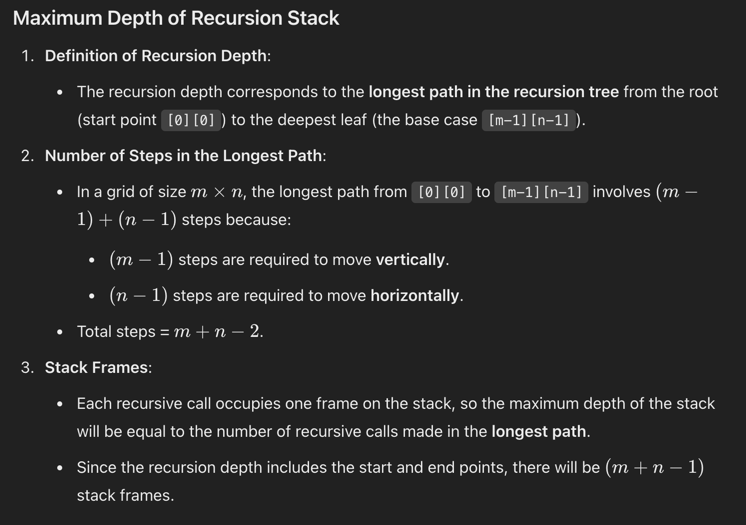 Maximum Depth of Recursion Stack
1. Definition of Recursion Depth:
• The recursion depth corresponds to the longest path in the recursion tree from the root
(start point [0][0] ) to the deepest leaf (the base case [m-1][n-1] ).
2. Number of Steps in the Longest Path:
• In a grid of size m × n, the longest path from [0][0] to [m-1][n-1] involves (m −
1) + (n − 1) steps because:
• (m − 1) steps are required to move vertically.
• (n − 1) steps are required to move horizontally.
• Total steps = m + n − 2.
3. Stack Frames:
• Each recursive call occupies one frame on the stack, so the maximum depth of the stack
will be equal to the number of recursive calls made in the longest path.
• Since the recursion depth includes the start and end points, there will be (m + n − 1)
stack frames.